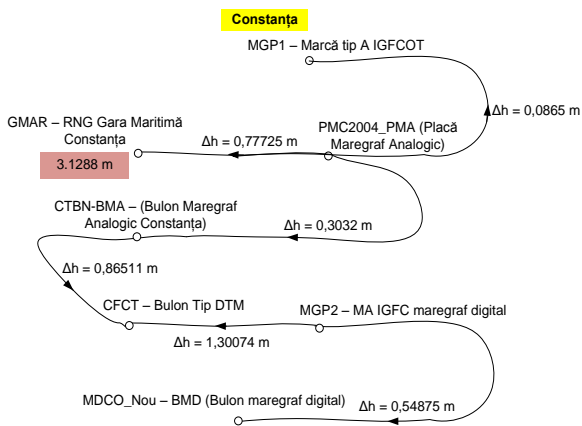 Constanța
MGP1 – Marcă tip A IGFCOT
Δh = 0,0865 m
GMAR – RNG Gara Maritimă
Constanța
3.1288 m
Δh = 0,77725 m
PMC2004_PMA (Placă
Maregraf Analogic)
CTBN-BMA – (Bulon Maregraf
Analogic Constanța)
Δh = 0,3032 m
Δh = 0,86511 m
CFCT – Bulon Tip DTM
MGP2 – MA IGFC maregraf digital
Δh = 1,30074 m
MDCO_Nou – BMD (Bulon maregraf digital)
Δh = 0,54875 m